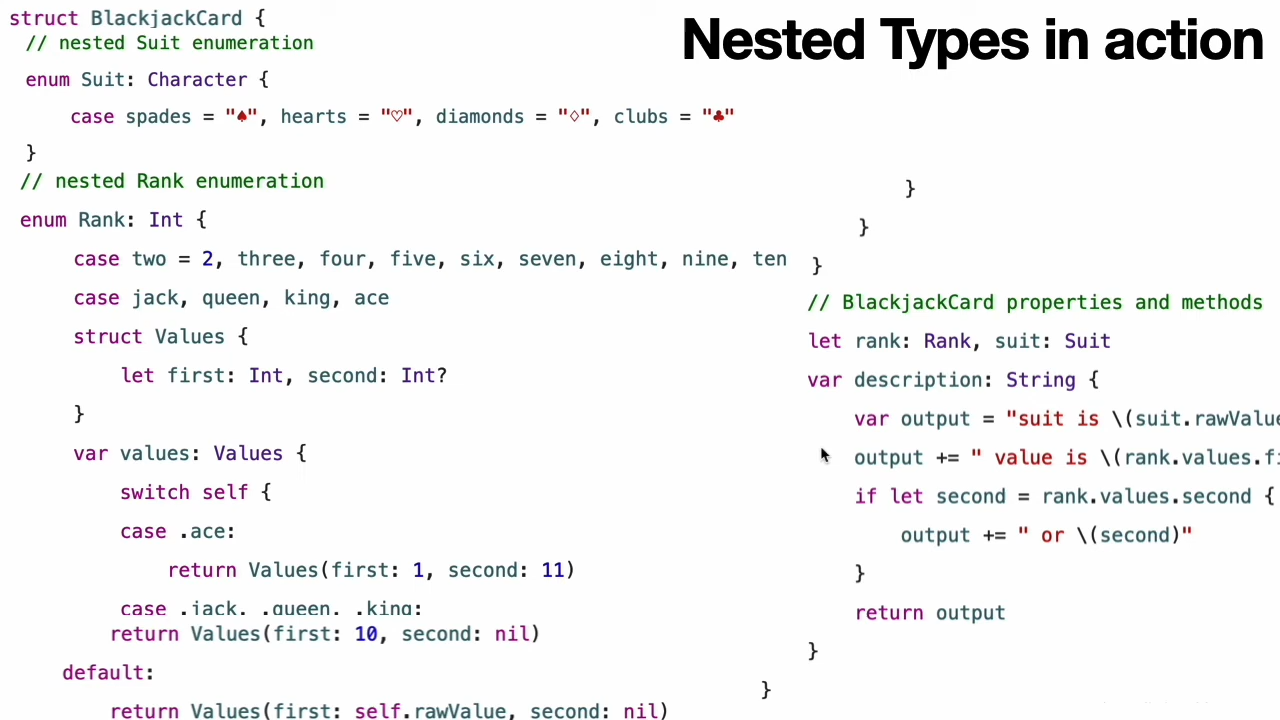 Nested Types in action
struct BlackjackCard {
// nested Suit enumeration
enum Suit: Character {
case spades = "♠", hearts = "♡", diamonds = "♢", clubs = "♣"
}
// nested Rank enumeration
enum Rank: Int {
case two = 2, three, four, five, six, seven, eight, nine, ten
case jack, queen, king, ace
struct Values {
let first: Int, second: Int?
}
var values: Values {
switch self {
case .ace:
return Values(first: 1, second: 11)
case .jack, .queen, .king:
return Values(first: 10, second: nil)
default:
return Values(first: self.rawValue, second: nil)
}
}
}
// BlackjackCard properties and methods
let rank: Rank, suit: Suit
var description: String {
var output = "suit is \(suit.rawValue
output += " value is \(rank.values.fi
if let second = rank.values.second {
output += " or \(second)"
}
return output
}
}